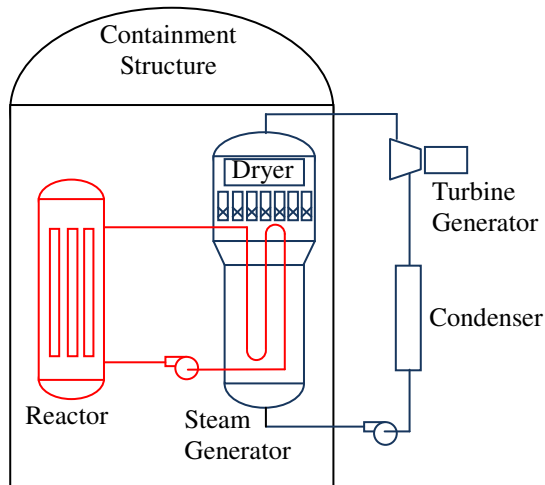 Containment
Structure
Dryer
Turbine
Generator
Condenser
Reactor
Steam
Generator